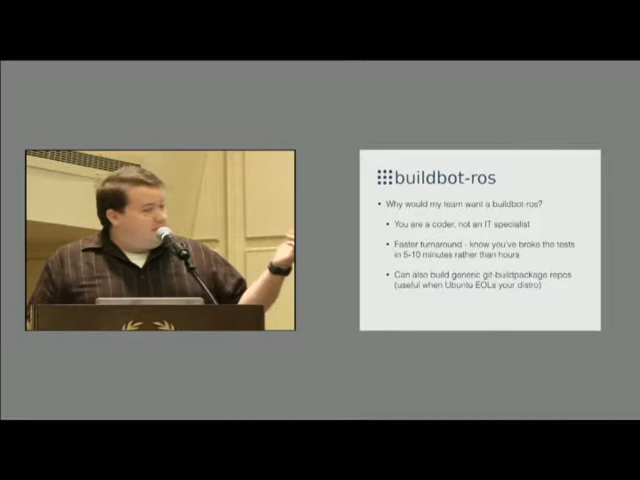 buildbot-ros
• Why would my team want a buildbot-ros?
• You are a coder, not an IT specialist
• Faster turnaround - know you've broke the tests
in 5-10 minutes rather than hours
• Can also build generic git-buildpackage repos
(useful when Ubuntu EOLs your distro)